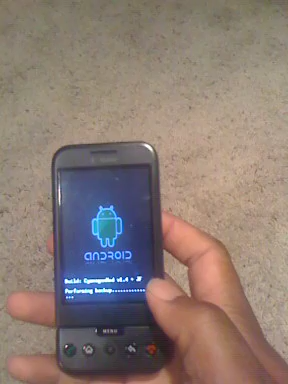 ANDROID
Build: CyanogenMod v1.4 + JF
Performing backup..............
...
MENU